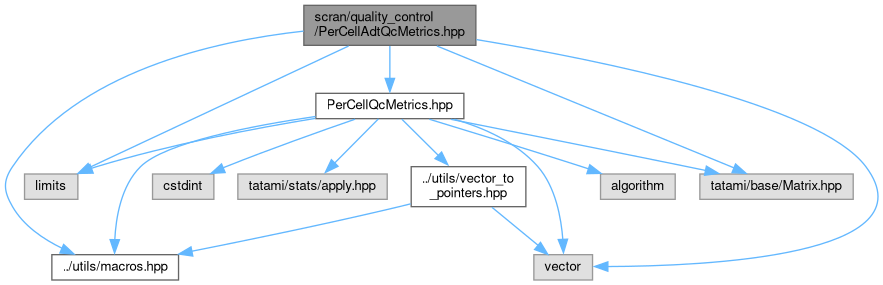 scran/quality_control
/PerCellAdtQcMetrics.hpp
PerCellQcMetrics.hpp
limits
cstdint
tatami/stats/apply.hpp
../utils/vector_to
_pointers.hpp
algorithm
tatami/base/Matrix.hpp
../utils/macros.hpp
vector